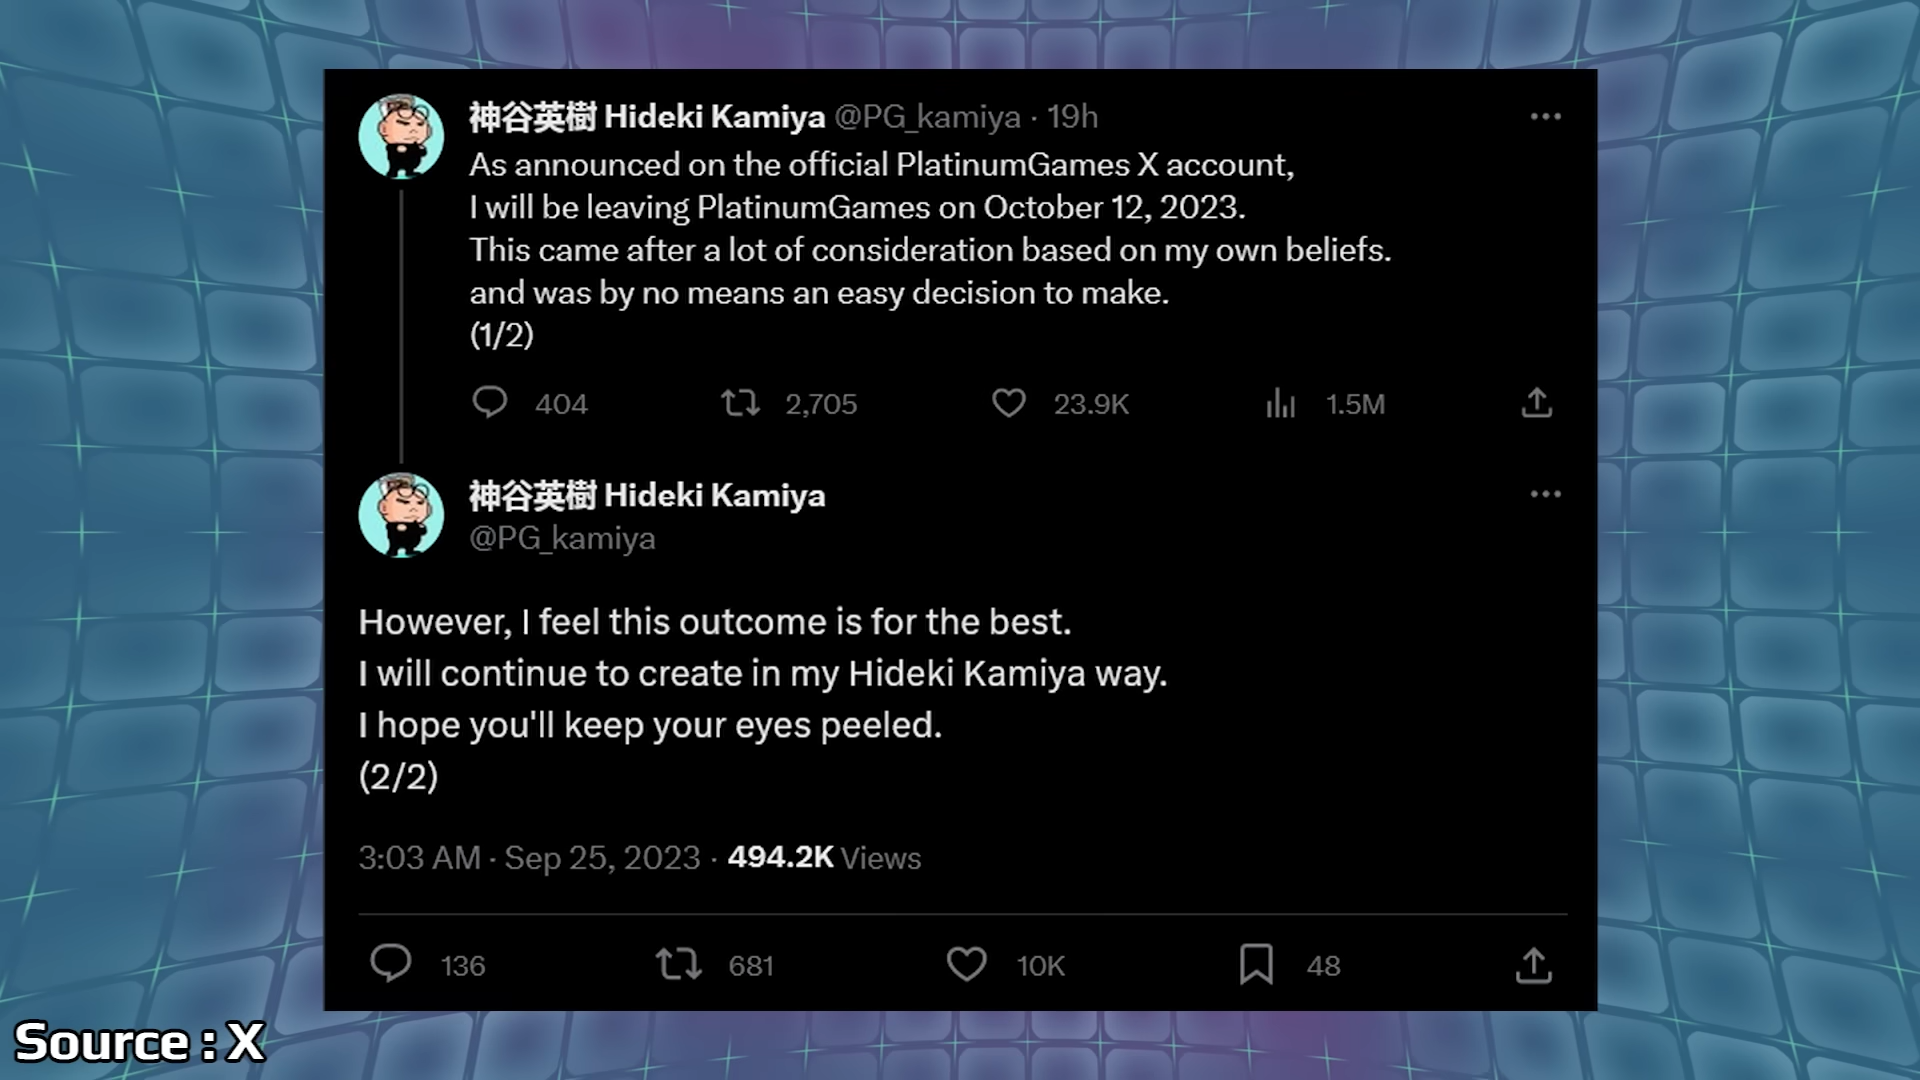 神谷英樹 Hideki Kamiya @PG_kamiya · 19h
As announced on the official PlatinumGames X account,
I will be leaving PlatinumGames on October 12, 2023.
This came after a lot of consideration based on my own beliefs.
and was by no means an easy decision to make.
(1/2)
404 2,705 23.9K 1.5M
神谷英樹 Hideki Kamiya
@PG_kamiya
However, I feel this outcome is for the best.
I will continue to create in my Hideki Kamiya way.
I hope you'll keep your eyes peeled.
(2/2)
3:03 AM · Sep 25, 2023 · 494.2K Views
136 681 10K 48
Source : X